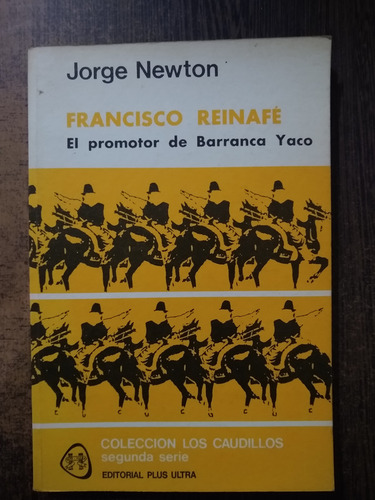 Jorge Newton
FRANCISCO REINAFÉ
El promotor de Barranca Yaco
COLECCION LOS CAUDILLOS
segunda serie
EDITORIAL PLUS ULTRA